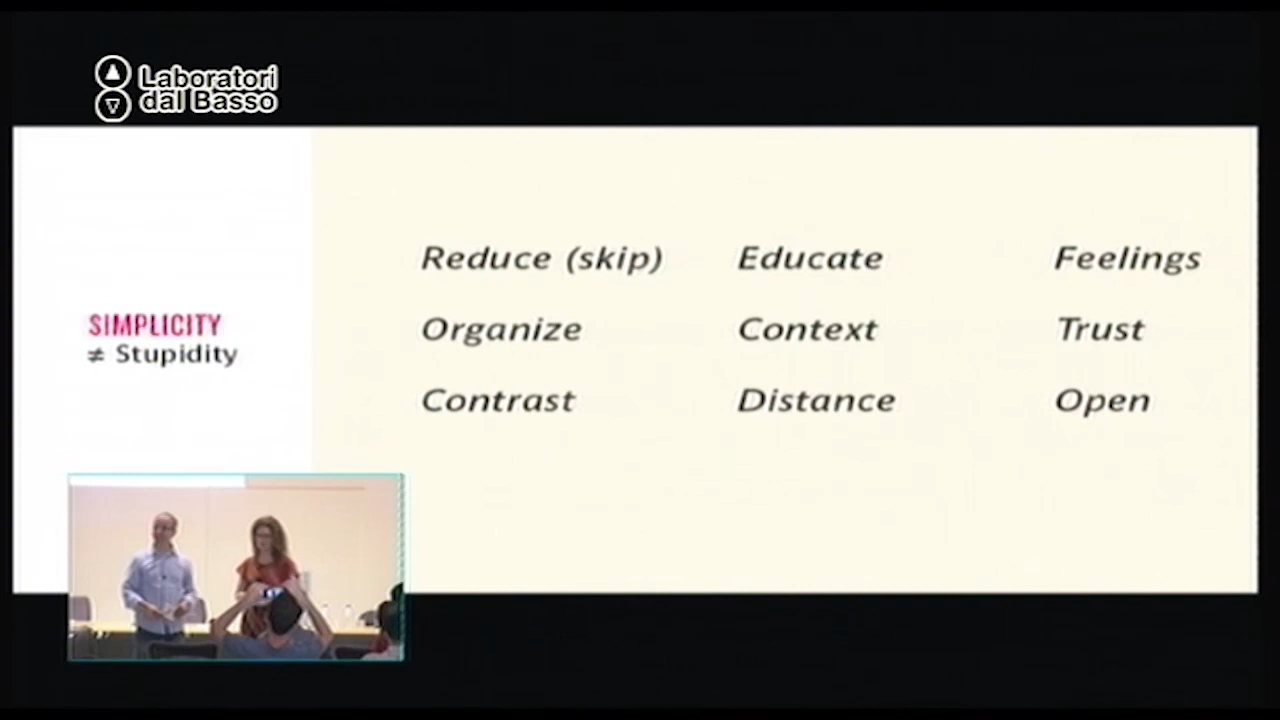 Laboratori
dal Basso
SIMPLICITY
≠ Stupidity
Reduce (skip)
Educate
Feelings
Organize
Context
Trust
Contrast
Distance
Open